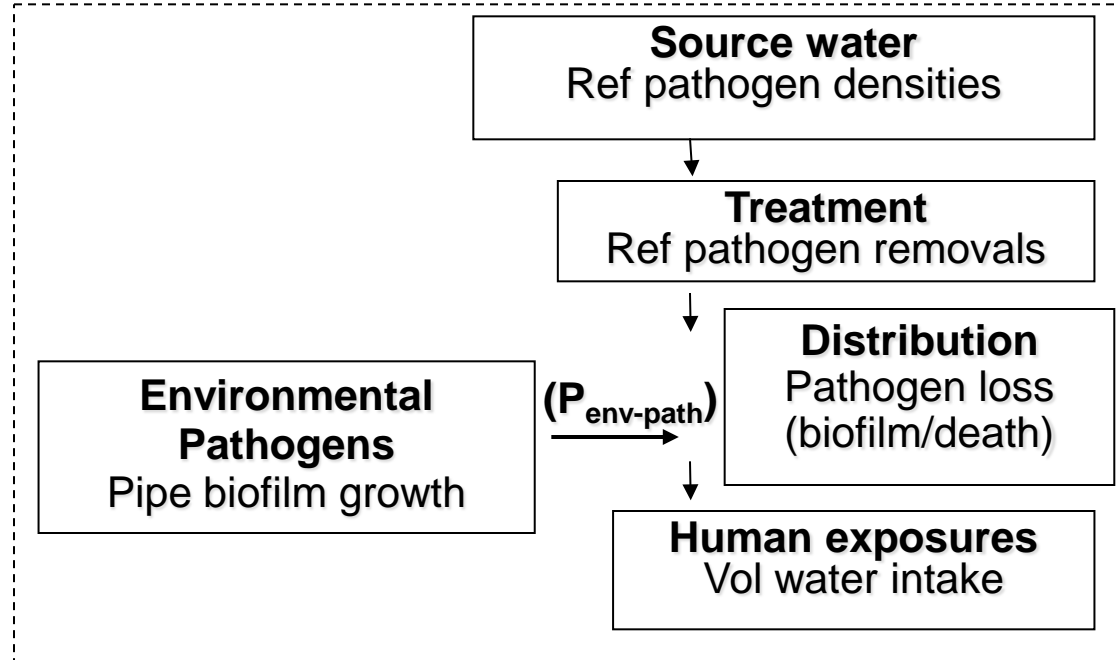 Source water
Ref pathogen densities
Treatment
Ref pathogen removals
Distribution
Pathogen loss
(biofilm/death)
Environmental
Pathogens
Pipe biofilm growth
(P_env-path)
Human exposures
Vol water intake